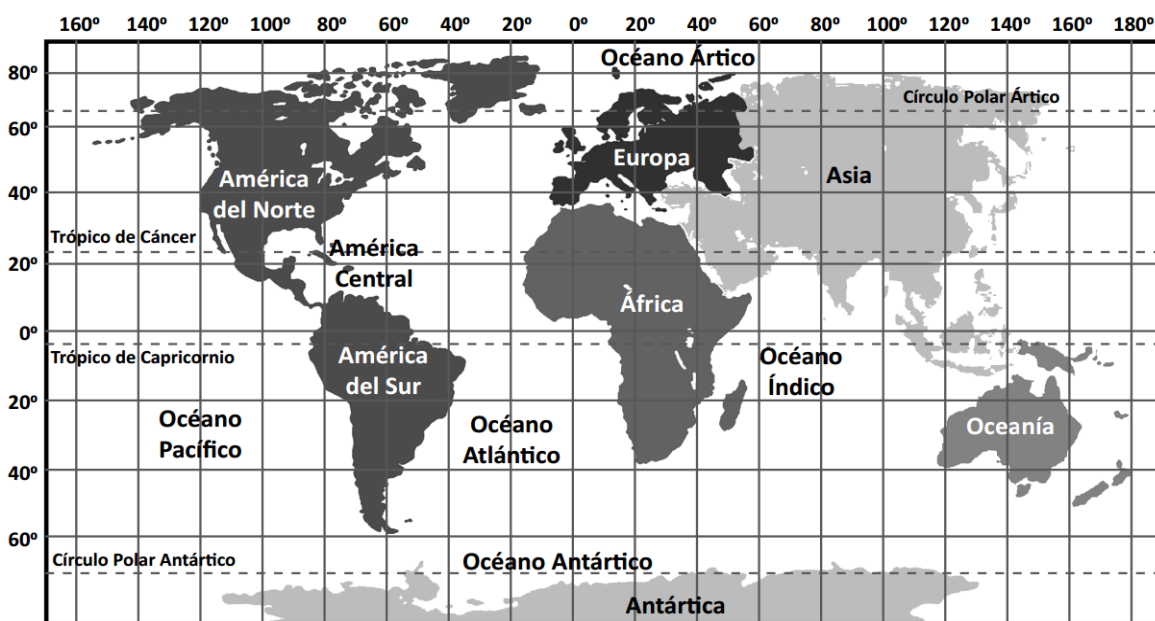 160º 140º 120º 100º 80º 60º 40º 20º 0º 20º 40º 60º 80º 100º 120º 140º 160º 180º
Océano Ártico
80º
Círculo Polar Ártico
60º
Europa
América
del Norte
Asia
40º
Trópico de Cáncer
América
Central
20º
África
0º
Trópico de Capricornio
América
del Sur
Océano
Índico
20º
Océano
Pacífico
Océano
Atlántico
Oceanía
40º
60º
Círculo Polar Antártico
Océano Antártico
Antártica